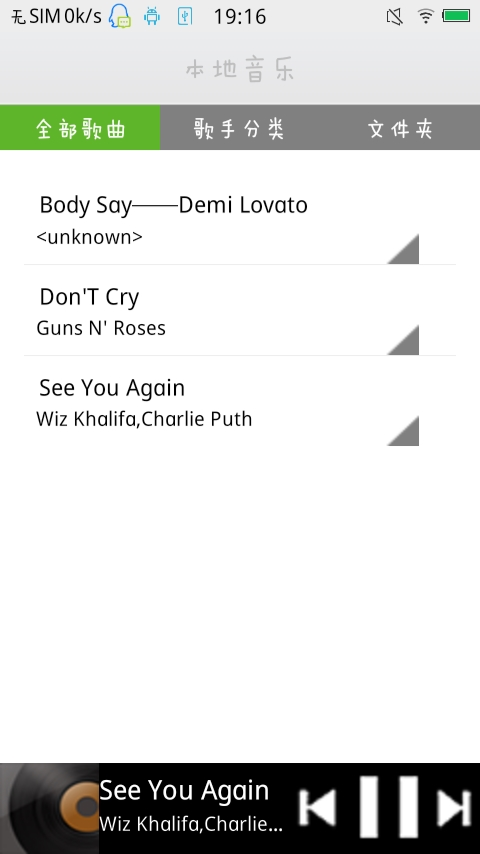 无SIM 0k/s 19:16
本地音乐
全部歌曲 歌手分类 文件夹
Body Say——Demi Lovato
<unknown>
Don'T Cry
Guns N' Roses
See You Again
Wiz Khalifa,Charlie Puth
See You Again
Wiz Khalifa,Charlie...